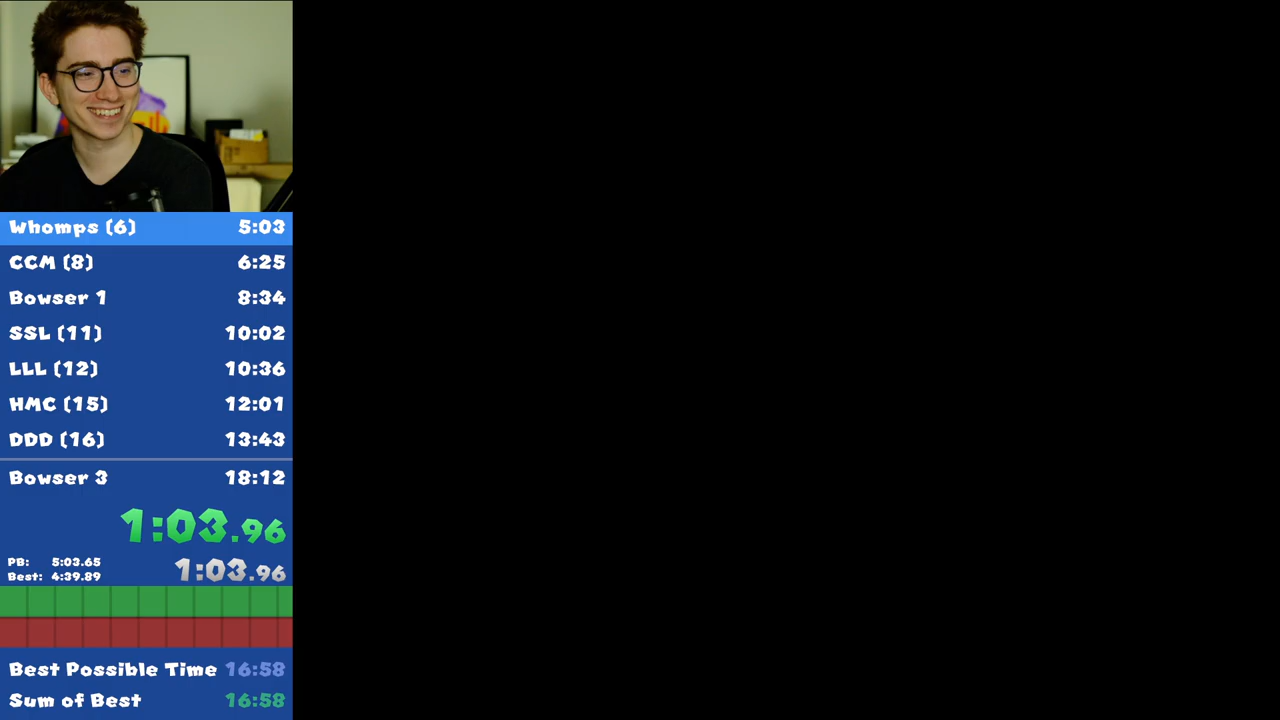 Whomps (6) 5:03
CCM (8) 6:25
Bowser 1 8:34
SSL (11) 10:02
LLL (12) 10:36
HMC (15) 12:01
DDD (16) 13:43
Bowser 3 18:12
1:03.96
PB: 5:03.65
Best: 4:39.89
1:03.96
Best Possible Time 16:58
Sum of Best 16:58